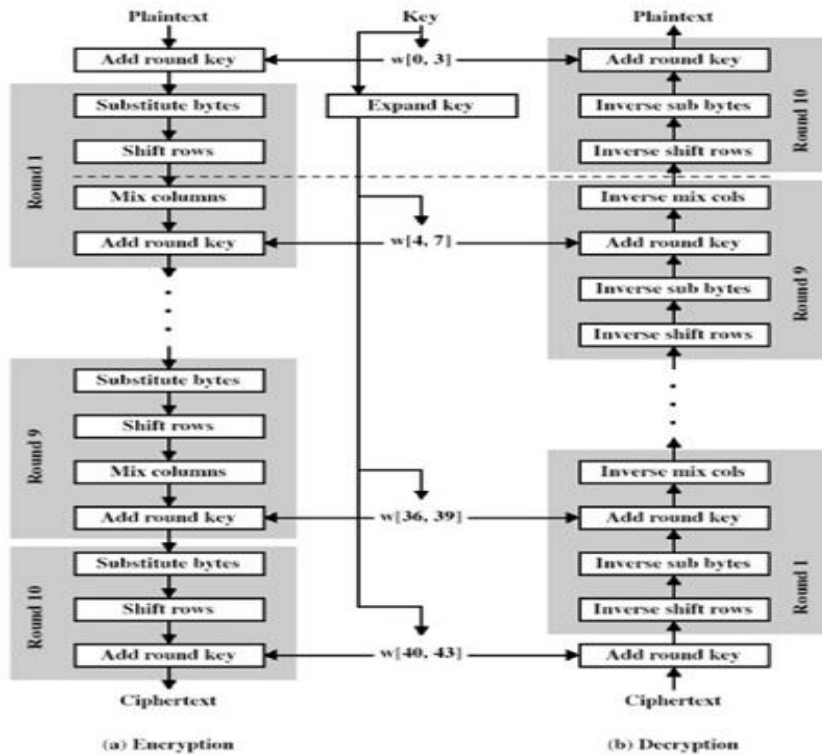 Plaintext
Add round key
Round 1
Substitute bytes
Shift rows
Mix columns
Add round key
Round 9
Substitute bytes
Shift rows
Mix columns
Add round key
Round 10
Substitute bytes
Shift rows
Add round key
Ciphertext
(a) Encryption
Key
w[0, 3]
Expand key
w[4, 7]
w[36, 39]
w[40, 43]
Plaintext
Add round key
Inverse sub bytes
Inverse shift rows
Round 10
Inverse mix cols
Add round key
Inverse sub bytes
Inverse shift rows
Round 9
Inverse mix cols
Add round key
Inverse sub bytes
Inverse shift rows
Round 1
Add round key
Ciphertext
(b) Decryption